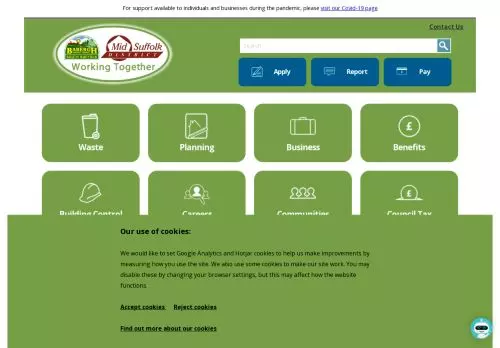 For support available to individuals and businesses during the pandemic, please visit our Covid-19 page
Contact Us
BABERGH
Mid Suffolk
DISTRICT
Working Together
Search
Apply
Report
Pay
Waste
Planning
Business
Benefits
Building Control
Careers
Communities
Council Tax
Our use of cookies:
We would like to set Google Analytics and Hotjar cookies to help us make improvements by
measuring how you use the site. We also use some cookies to make our site work. You may
disable these by changing your browser settings, but this may affect how the website
functions.
Accept cookies Reject cookies
Find out more about our cookies